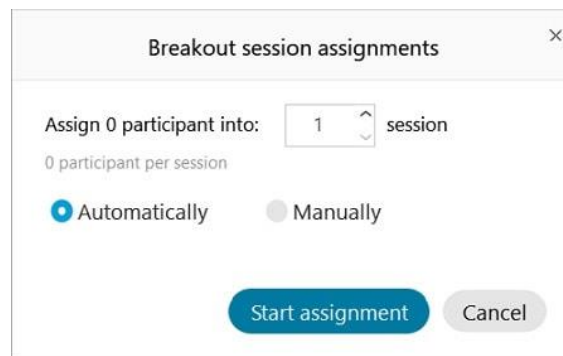 Breakout session assignments
Assign 0 participant into: 1 session
0 participant per session
Automatically Manually
Start assignment Cancel